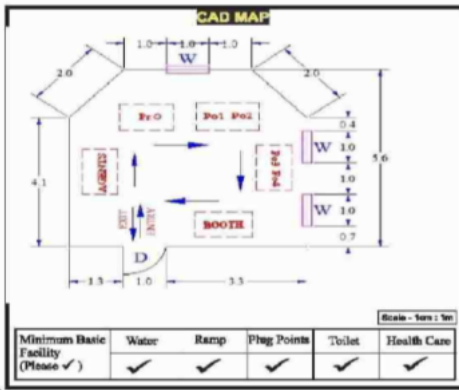 CAD MAP
1.0 1.0 1.0
W
2.0 2.0
PrO Po1 Po2
0.4
4.1 AGENTS Po3 Po4 W 1.0 5.6
1.0
W 1.0
EXIT ENTRY BOOTH
0.7
D
1.3 1.0 3.3
Scale - 1cm : 1m
Minimum Basic Facility (Please ✓) Water Ramp Plug Points Toilet Health Care
✓ ✓ ✓ ✓ ✓